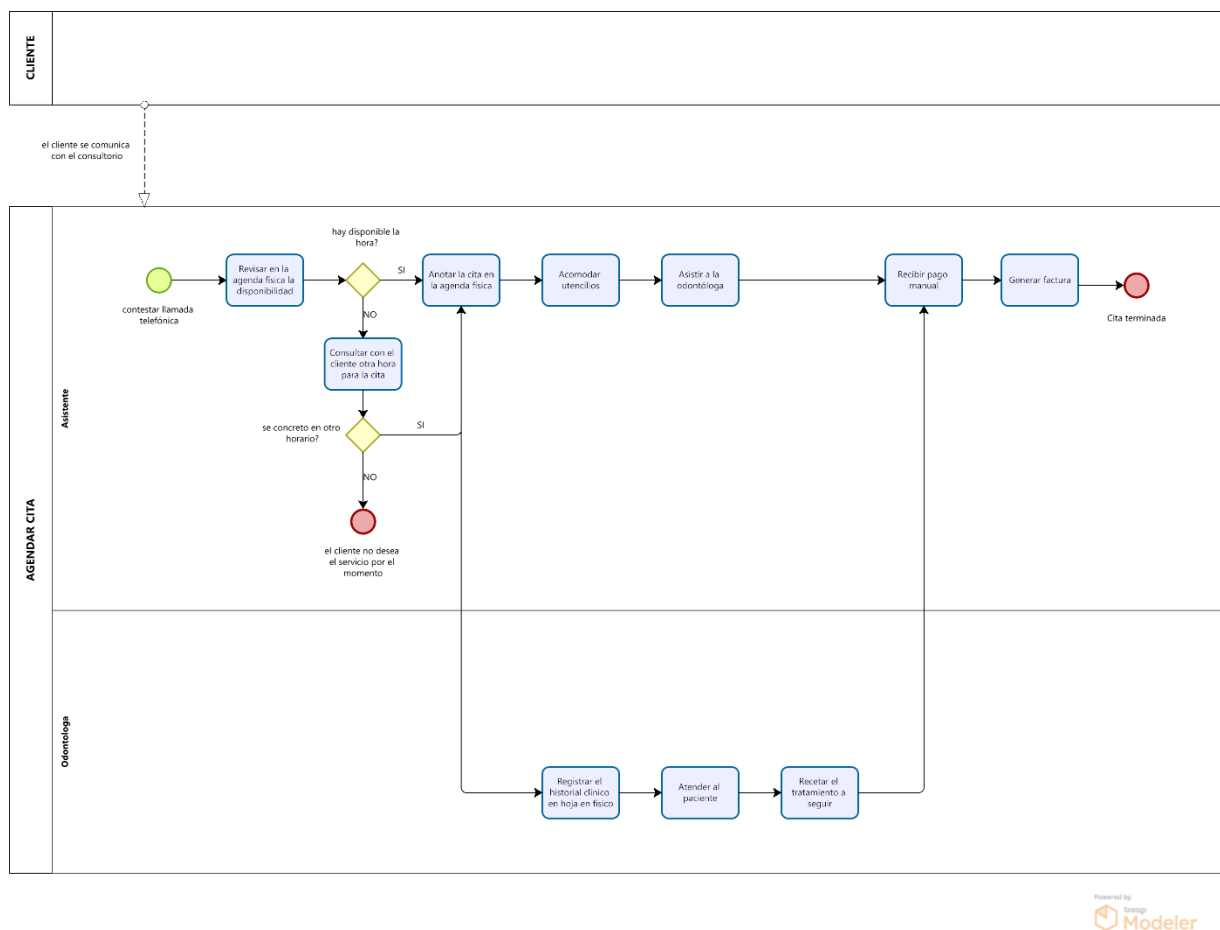 CLIENTE
el cliente se comunica
con el consultorio
AGENDAR CITA
Asistente
contestar llamada
telefónica
Revisar en la
agenda física la
disponibilidad
hay disponible la
hora?
SI
NO
Anotar la cita en
la agenda física
Acomodar
utencilios
Asistir a la
odontóloga
Recibir pago
manual
Generar factura
Cita terminada
Consultar con el
cliente otra hora
para la cita
se concreto en otro
horario?
SI
NO
el cliente no desea
el servicio por el
momento
Odontologa
Registrar el
historial clínico
en hoja en físico
Atender al
paciente
Recetar el
tratamiento a
seguir
Powered by
bizagi
Modeler